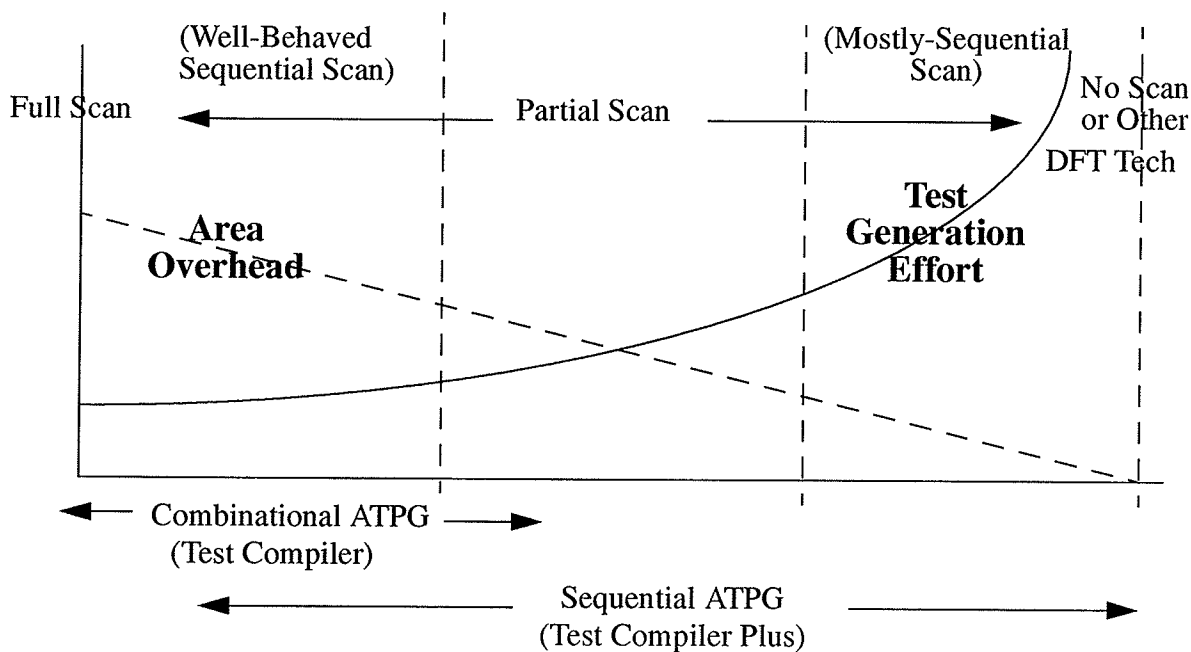 (Well-Behaved
Sequential Scan)
(Mostly-Sequential
Scan)
Full Scan
Partial Scan
No Scan
or Other
DFT Tech
Area
Overhead
Test
Generation
Effort
Combinational ATPG
(Test Compiler)
Sequential ATPG
(Test Compiler Plus)